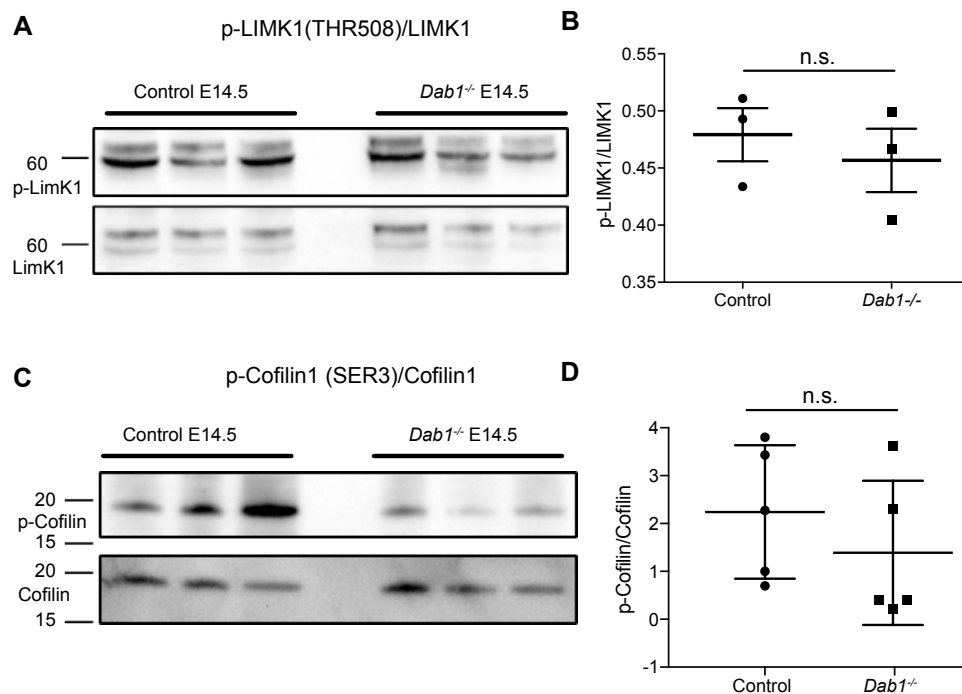 A
p-LIMK1(THR508)/LIMK1
Control E14.5
Dab1-/- E14.5
60
p-LimK1
60
LimK1
B
n.s.
0.55
0.50
0.45
0.40
0.35
p-LIMK1/LIMK1
Control
Dab1-/-
C
p-Cofilin1 (SER3)/Cofilin1
Control E14.5
Dab1-/- E14.5
20
p-Cofilin
15
20
Cofilin
15
D
n.s.
4
3
2
1
0
-1
p-Cofilin/Cofilin
Control
Dab1-/-